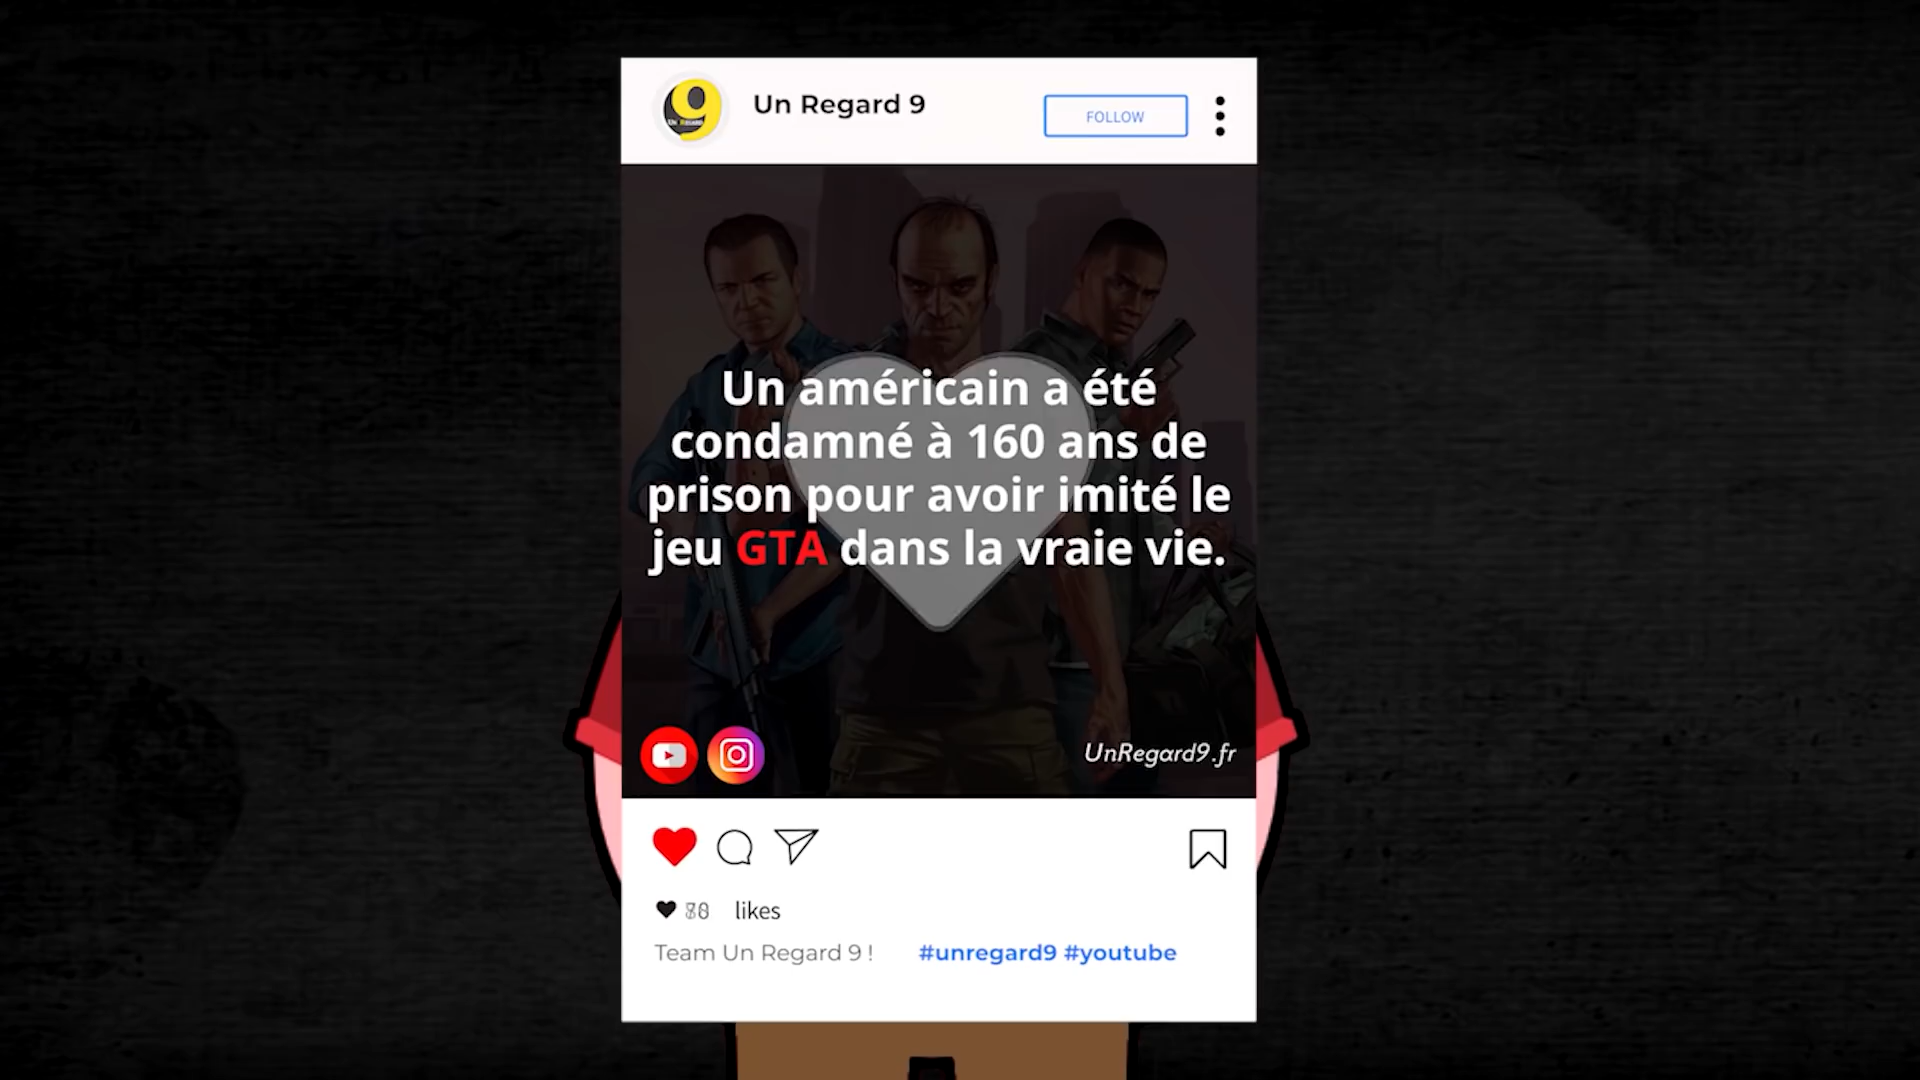 Un Regard 9
FOLLOW
Un américain a été
condamné à 160 ans de
prison pour avoir imité le
jeu GTA dans la vraie vie.
UnRegard9.fr
likes
Team Un Regard 9 ! #unregard9 #youtube